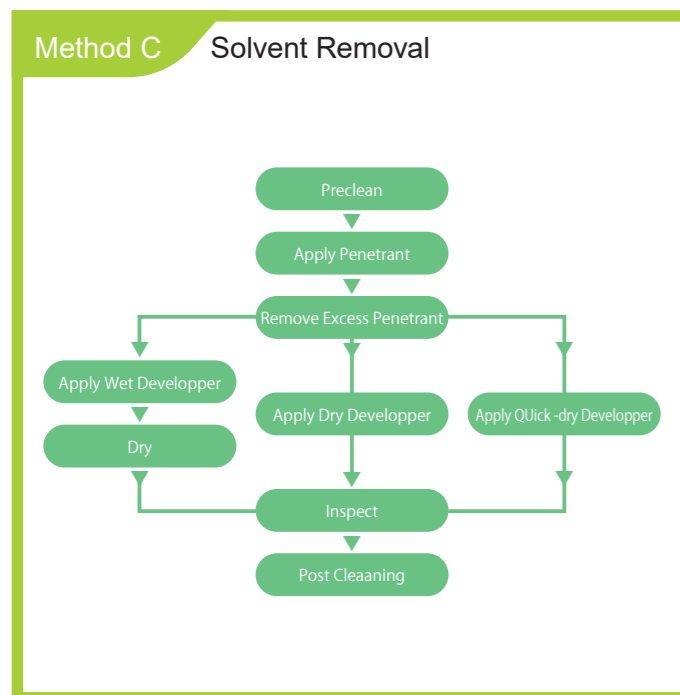 Method C
Solvent Removal
Preclean
Apply Penetrant
Remove Excess Penetrant
Apply Wet Developper
Apply Dry Developper
Apply QUick -dry Developper
Dry
Inspect
Post Cleaaning